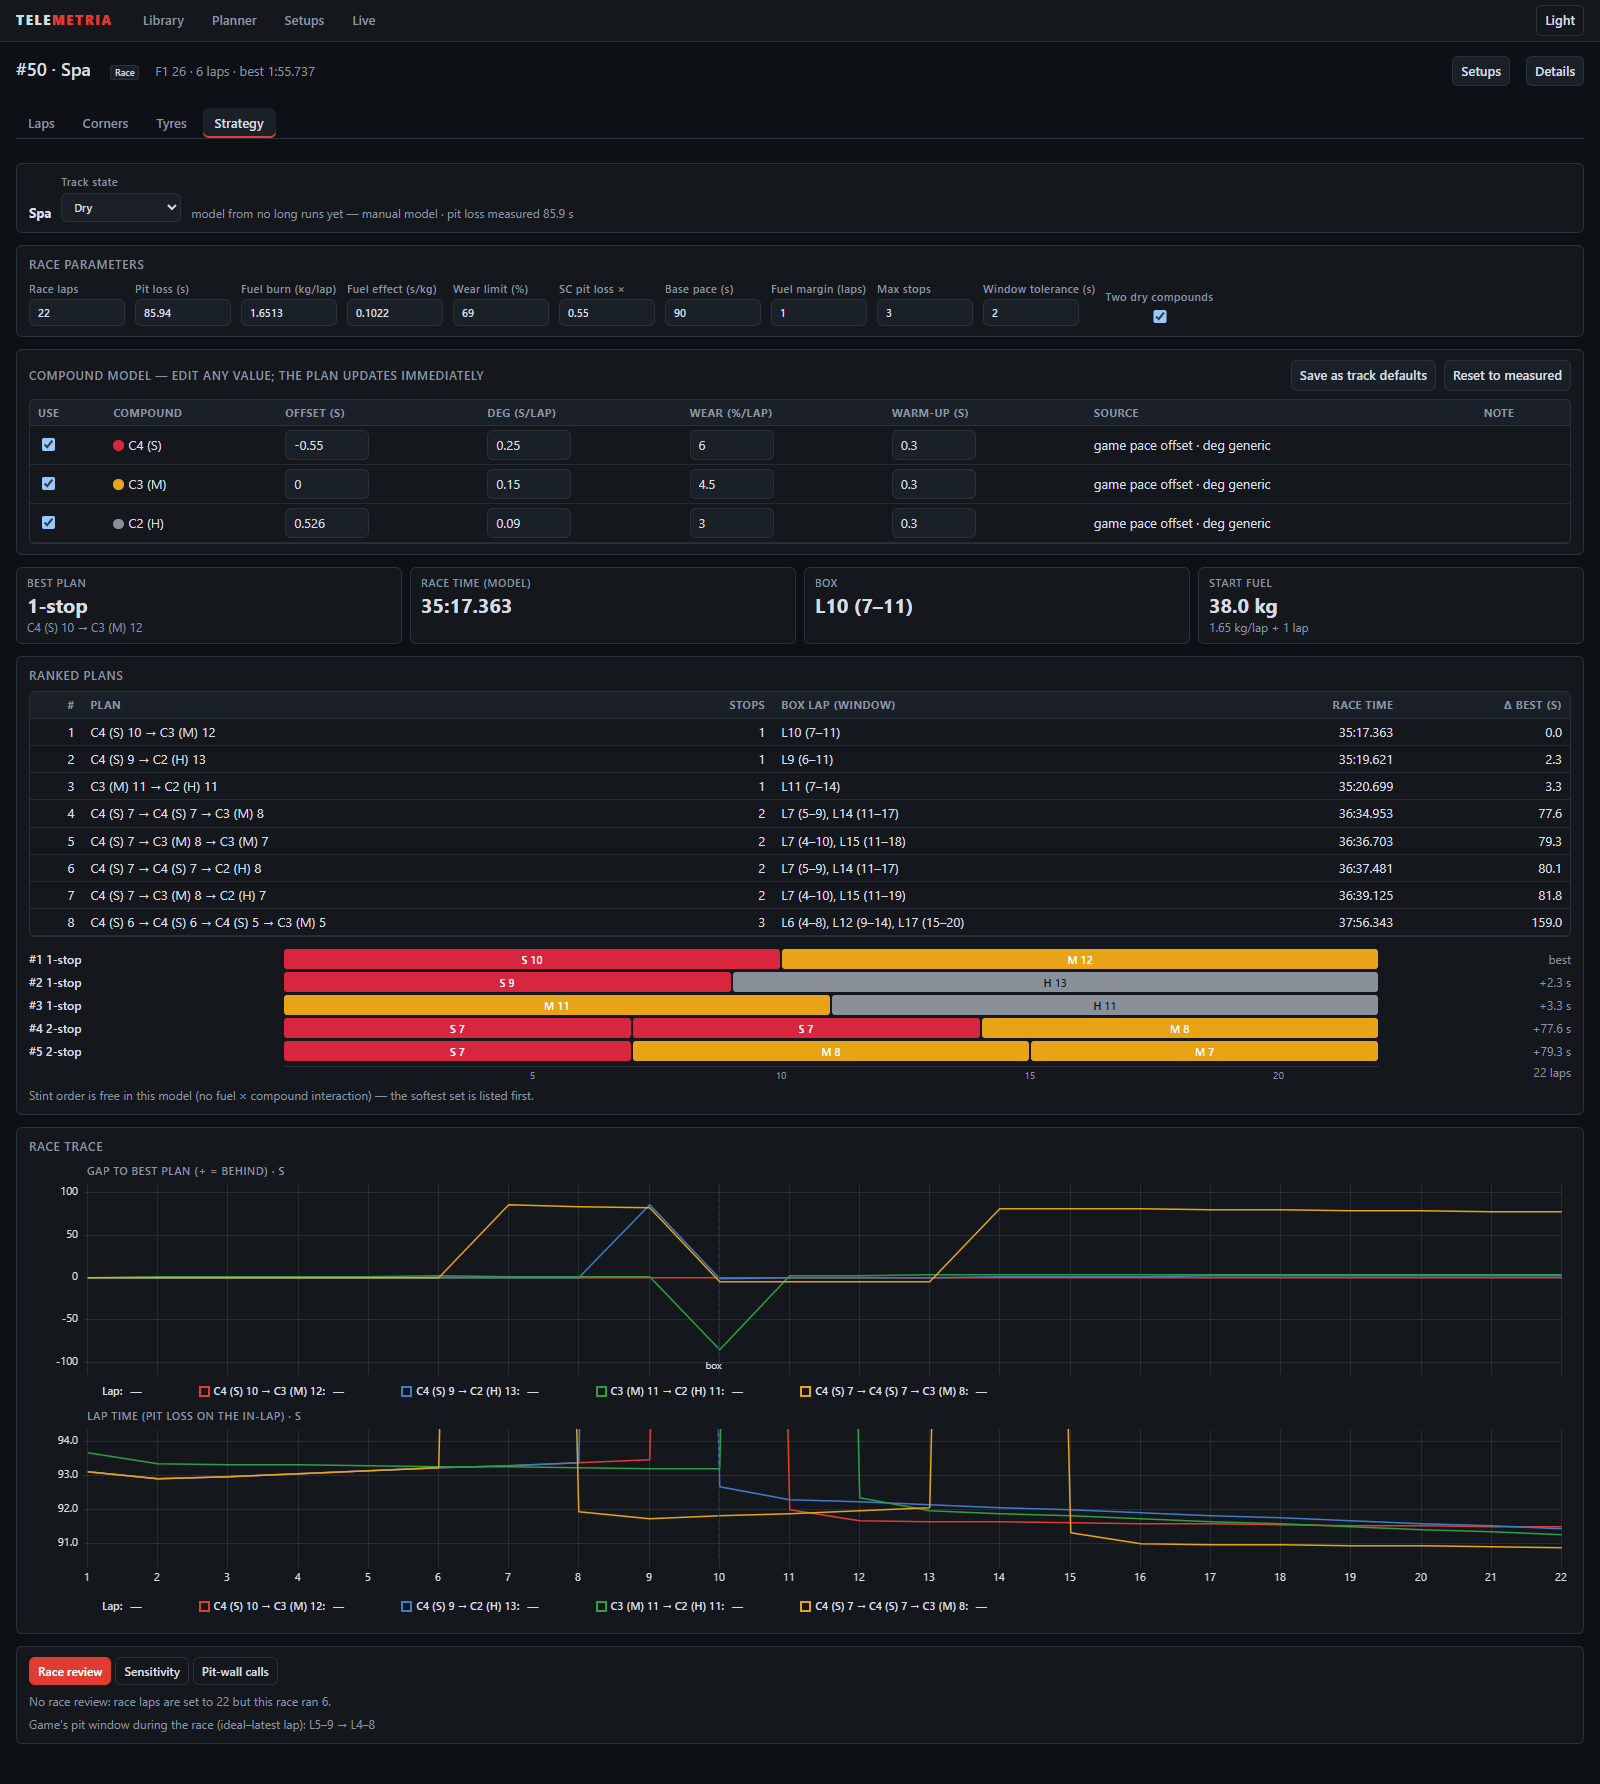 TELEMETRIA Library Planner Setups Live Light
#50 · Spa Race F1 26 · 6 laps · best 1:55.737 Setups Details
Laps Corners Tyres Strategy
Track state
Spa Dry model from no long runs yet — manual model · pit loss measured 85.9 s
RACE PARAMETERS
Race laps Pit loss (s) Fuel burn (kg/lap) Fuel effect (s/kg) Wear limit (%) SC pit loss × Base pace (s) Fuel margin (laps) Max stops Window tolerance (s) Two dry compounds
22 85.94 1.6513 0.1022 69 0.55 90 1 3 2
COMPOUND MODEL — EDIT ANY VALUE; THE PLAN UPDATES IMMEDIATELY Save as track defaults Reset to measured
USE COMPOUND OFFSET (S) DEG (S/LAP) WEAR (%/LAP) WARM-UP (S) SOURCE NOTE
C4 (S) -0.55 0.25 6 0.3 game pace offset · deg generic
C3 (M) 0 0.15 4.5 0.3 game pace offset · deg generic
C2 (H) 0.526 0.09 3 0.3 game pace offset · deg generic
BEST PLAN RACE TIME (MODEL) BOX START FUEL
1-stop 35:17.363 L10 (7–11) 38.0 kg
C4 (S) 10 → C3 (M) 12 1.65 kg/lap + 1 lap
RANKED PLANS
# PLAN STOPS BOX LAP (WINDOW) RACE TIME Δ BEST (S)
1 C4 (S) 10 → C3 (M) 12 1 L10 (7–11) 35:17.363 0.0
2 C4 (S) 9 → C2 (H) 13 1 L9 (6–11) 35:19.621 2.3
3 C3 (M) 11 → C2 (H) 11 1 L11 (7–14) 35:20.699 3.3
4 C4 (S) 7 → C4 (S) 7 → C3 (M) 8 2 L7 (5–9), L14 (11–17) 36:34.953 77.6
5 C4 (S) 7 → C3 (M) 8 → C3 (M) 7 2 L7 (4–10), L15 (11–18) 36:36.703 79.3
6 C4 (S) 7 → C4 (S) 7 → C2 (H) 8 2 L7 (5–9), L14 (11–17) 36:37.481 80.1
7 C4 (S) 7 → C3 (M) 8 → C2 (H) 7 2 L7 (4–10), L15 (11–19) 36:39.125 81.8
8 C4 (S) 6 → C4 (S) 6 → C4 (S) 5 → C3 (M) 5 3 L6 (4–8), L12 (9–14), L17 (15–20) 37:56.343 159.0
#1 1-stop S 10 M 12 best
#2 1-stop S 9 H 13 +2.3 s
#3 1-stop M 11 H 11 +3.3 s
#4 2-stop S 7 S 7 M 8 +77.6 s
#5 2-stop S 7 M 8 M 7 +79.3 s
5 10 15 20 22 laps
Stint order is free in this model (no fuel × compound interaction) — the softest set is listed first.
RACE TRACE
GAP TO BEST PLAN (+ = BEHIND) · S
100
50
0
-50
-100
box
Lap: — C4 (S) 10 → C3 (M) 12: — C4 (S) 9 → C2 (H) 13: — C3 (M) 11 → C2 (H) 11: — C4 (S) 7 → C4 (S) 7 → C3 (M) 8: —
LAP TIME (PIT LOSS ON THE IN-LAP) · S
94.0
93.0
92.0
91.0
1 2 3 4 5 6 7 8 9 10 11 12 13 14 15 16 17 18 19 20 21 22
Lap: — C4 (S) 10 → C3 (M) 12: — C4 (S) 9 → C2 (H) 13: — C3 (M) 11 → C2 (H) 11: — C4 (S) 7 → C4 (S) 7 → C3 (M) 8: —
Race review Sensitivity Pit-wall calls
No race review: race laps are set to 22 but this race ran 6.
Game's pit window during the race (ideal–latest lap): L5–9 → L4–8